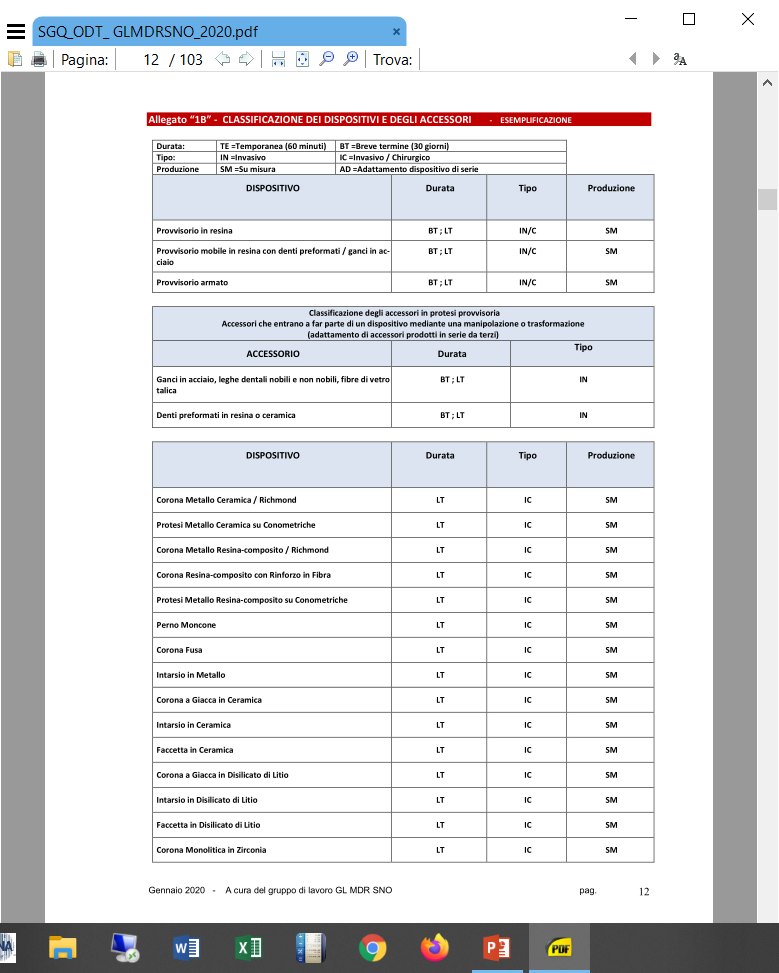 SGQ_ODT_ GLMDRSNO_2020.pdf
Pagina: 12 / 103 Trova:
Allegato “1B” - CLASSIFICAZIONE DEI DISPOSITIVI E DEGLI ACCESSORI - ESEMPLIFICAZIONE
Durata: TE =Temporanea (60 minuti) BT =Breve termine (30 giorni)
Tipo: IN =Invasivo IC =Invasivo / Chirurgico
Produzione SM =Su misura AD =Adattamento dispositivo di serie
DISPOSITIVO Durata Tipo Produzione
Provvisorio in resina BT ; LT IN/C SM
Provvisorio mobile in resina con denti preformati / ganci in ac- BT ; LT IN/C SM
ciaio
Provvisorio armato BT ; LT IN/C SM
Classificazione degli accessori in protesi provvisoria
Accessori che entrano a far parte di un dispositivo mediante una manipolazione o trasformazione
(adattamento di accessori prodotti in serie da terzi)
ACCESSORIO Durata Tipo
Ganci in acciaio, leghe dentali nobili e non nobili, fibre di vetro BT ; LT IN
talica
Denti preformati in resina o ceramica BT ; LT IN
DISPOSITIVO Durata Tipo Produzione
Corona Metallo Ceramica / Richmond LT IC SM
Protesi Metallo Ceramica su Conometriche LT IC SM
Corona Metallo Resina-composito / Richmond LT IC SM
Corona Resina-composito con Rinforzo in Fibra LT IC SM
Protesi Metallo Resina-composito su Conometriche LT IC SM
Perno Moncone LT IC SM
Corona Fusa LT IC SM
Intarsio in Metallo LT IC SM
Corona a Giacca in Ceramica LT IC SM
Intarsio in Ceramica LT IC SM
Faccetta in Ceramica LT IC SM
Corona a Giacca in Disilicato di Litio LT IC SM
Intarsio in Disilicato di Litio LT IC SM
Faccetta in Disilicato di Litio LT IC SM
Corona Monolitica in Zirconia LT IC SM
Gennaio 2020 - A cura del gruppo di lavoro GL MDR SNO pag. 12
PDF